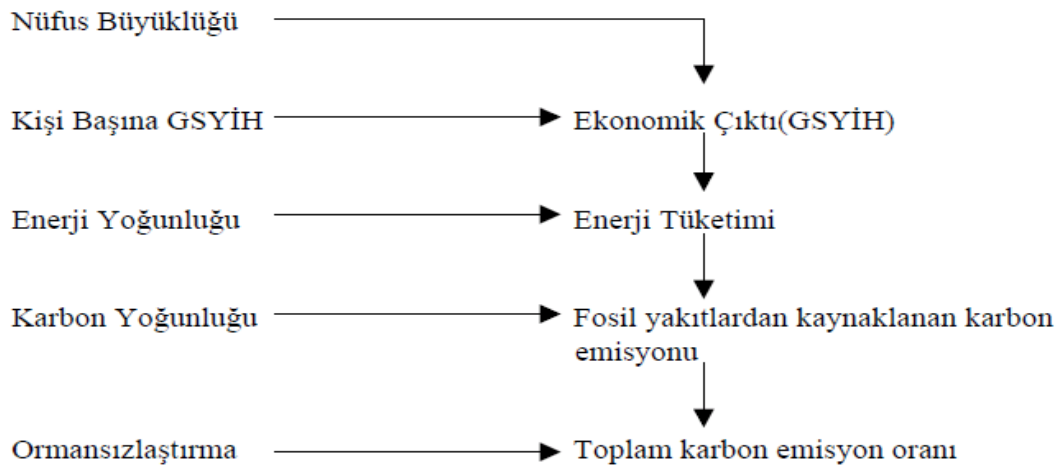 Nüfus Büyüklüğü
Kişi Başına GSYİH
Ekonomik Çıktı(GSYİH)
Enerji Yoğunluğu
Enerji Tüketimi
Karbon Yoğunluğu
Fosil yakıtlardan kaynaklanan karbon
emisyonu
Ormansızlaştırma
Toplam karbon emisyon oranı